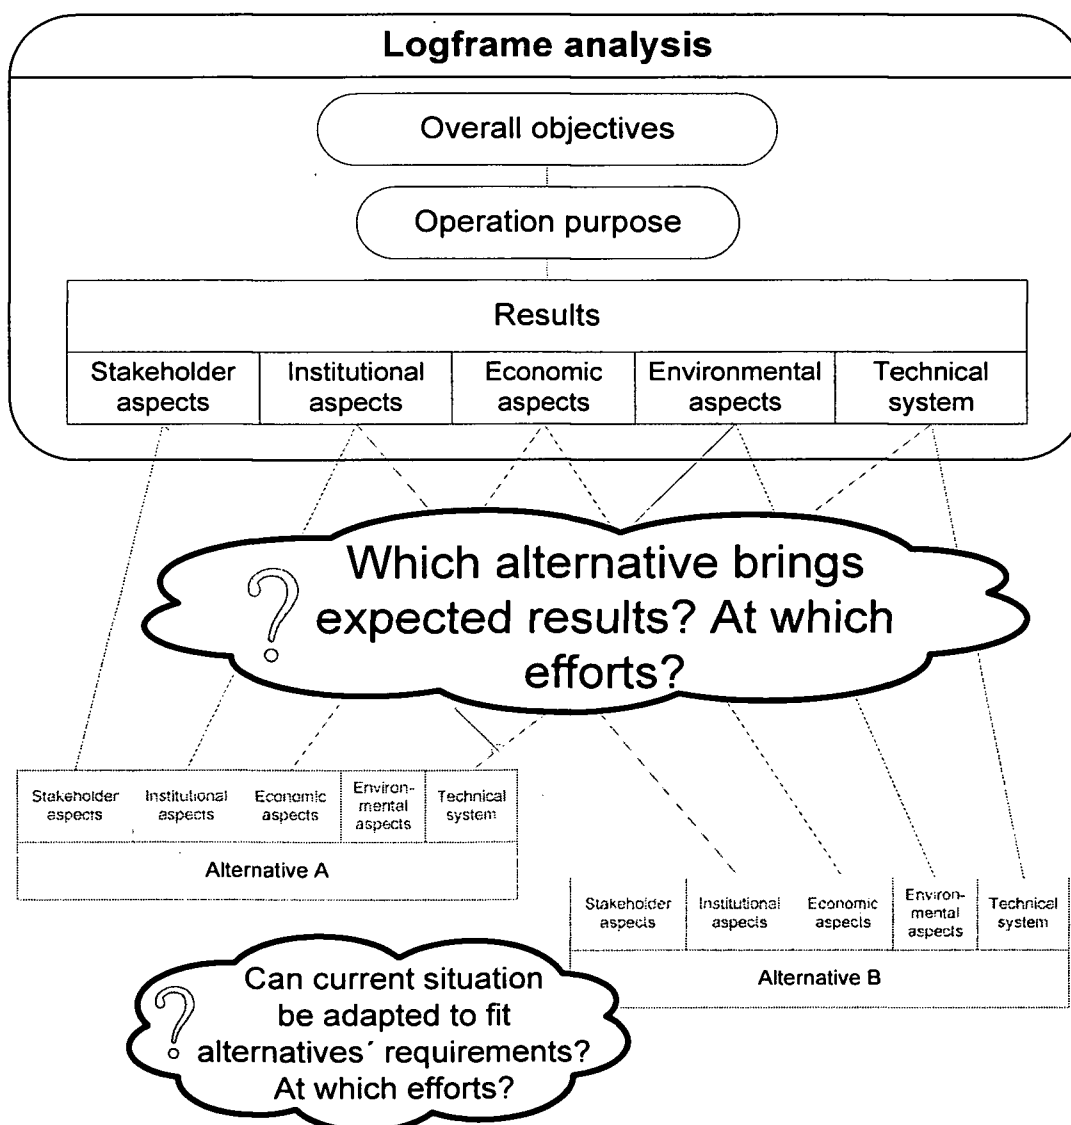 Logframe analysis
Overall objectives
Operation purpose
Results
Stakeholder
aspects
Institutional
aspects
Economic
aspects
Environmental
aspects
Technical
system
?
Which alternative brings
expected results? At which
efforts?
Stakeholder
aspects
Institutional
aspects
Economic
aspects
Environ-
mental
aspects
Technical
system
Alternative A
Stakeholder
aspects
Institutional
aspects
Economic
aspects
Environ-
mental
aspects
Technical
system
Alternative B
?
Can current situation
be adapted to fit
alternatives´ requirements?
At which efforts?